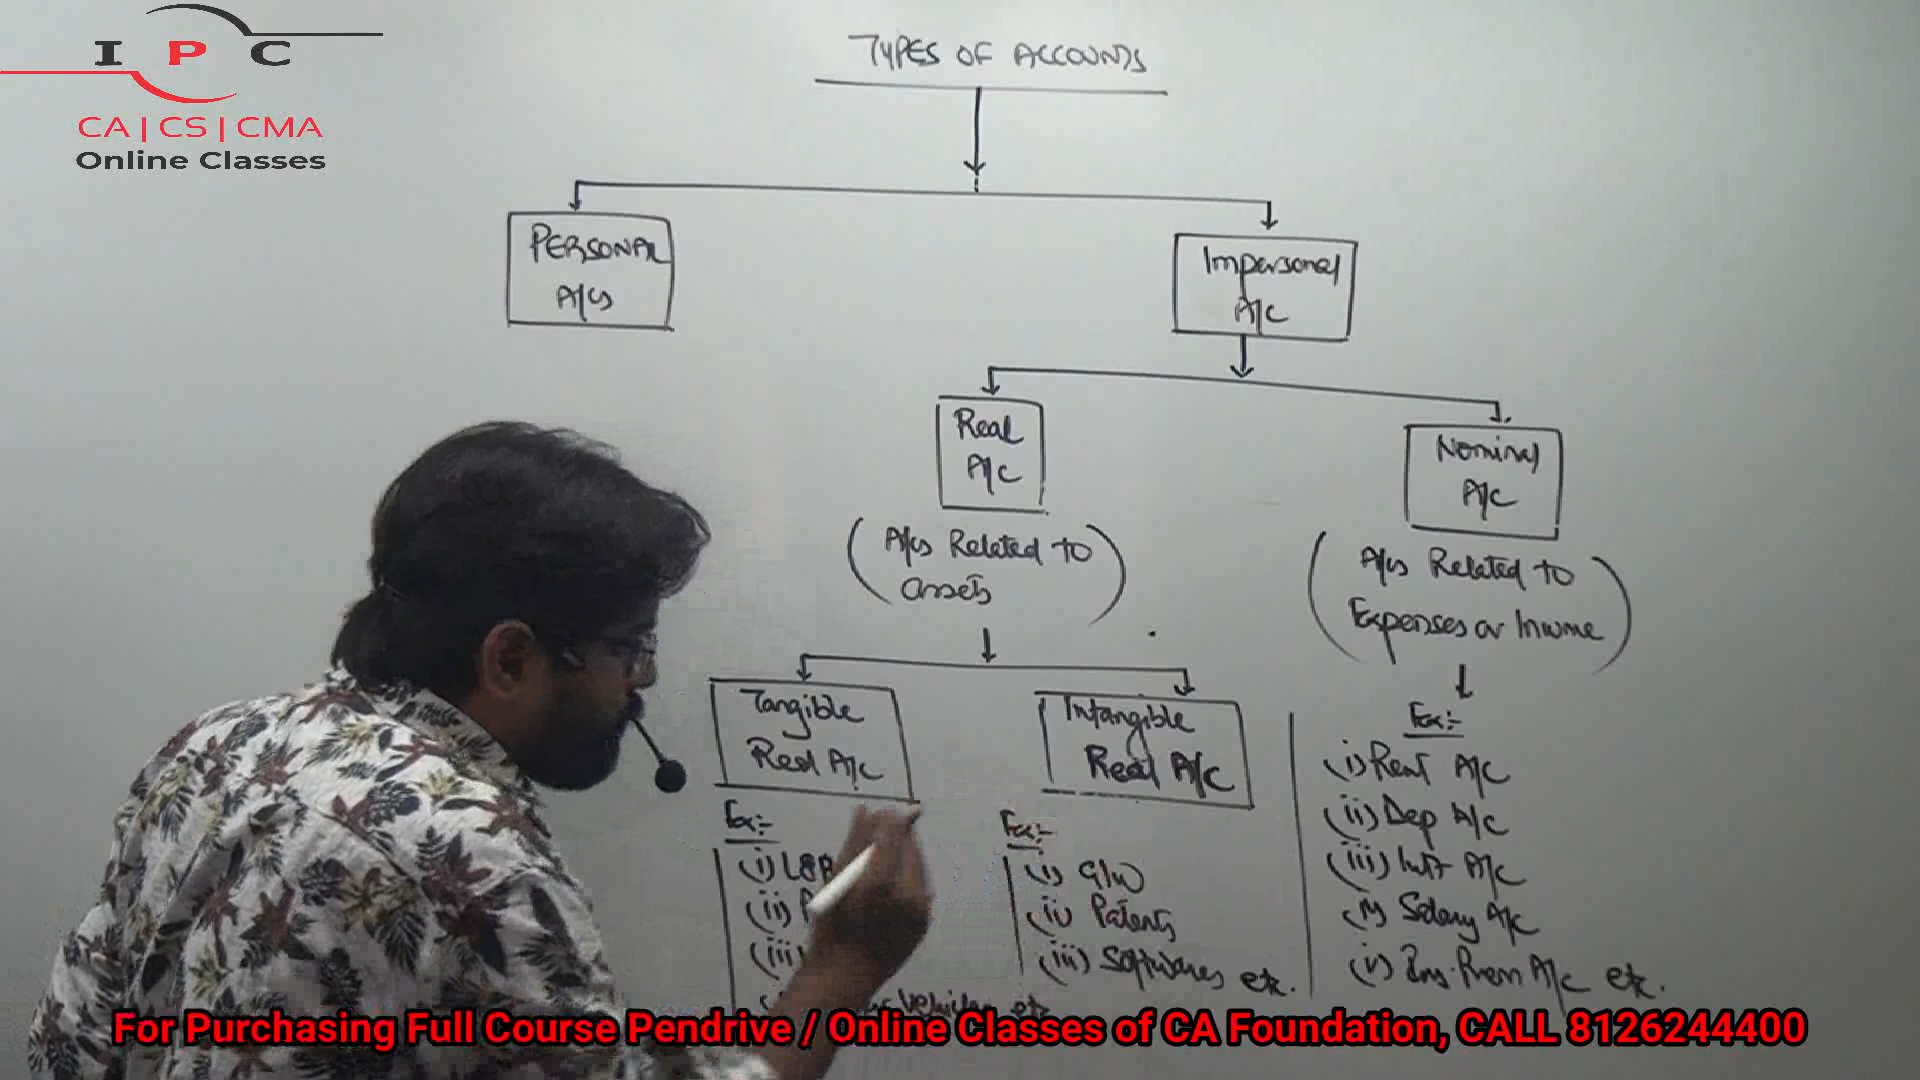 I P C
CA | CS | CMA
Online Classes
TYPES OF ACCOUNTS
PERSONAL
A/cs
Impersonal
A/C
Real
A/C
Nominal
A/C
(A/cs Related to
assets)
(A/cs Related to
Expenses or Income)
Tangible
Real A/C
Intangible
Real A/C
Ex:-
(i) L&B
(ii)
(iii)
Vehicles etc
Ex:-
(i) G/W
(ii) Patents
(iii) Softwares etc.
Ex:-
(i) Rent A/C
(ii) Dep A/C
(iii) Int A/C
(iv) Salary A/C
(v) Ins. Prem A/C etc.
For Purchasing Full Course Pendrive / Online Classes of CA Foundation, CALL 8126244400